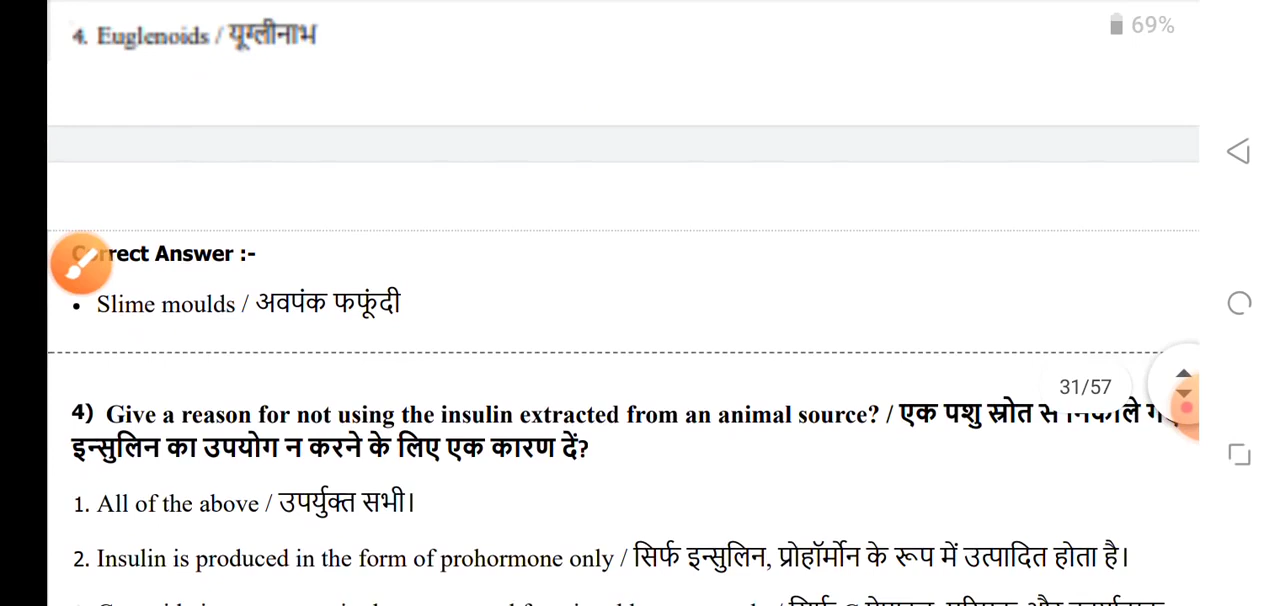 4. Euglenoids / यूग्लीनाभ
69%
Correct Answer :-
• Slime moulds / अवपंक फफूंदी
31/57
4) Give a reason for not using the insulin extracted from an animal source? / एक पशु स्रोत से निकाले
इन्सुलिन का उपयोग न करने के लिए एक कारण दें?
1. All of the above / उपर्युक्त सभी।
2. Insulin is produced in the form of prohormone only / सिर्फ इन्सुलिन, प्रोहॉर्मोन के रूप में उत्पादित होता है।